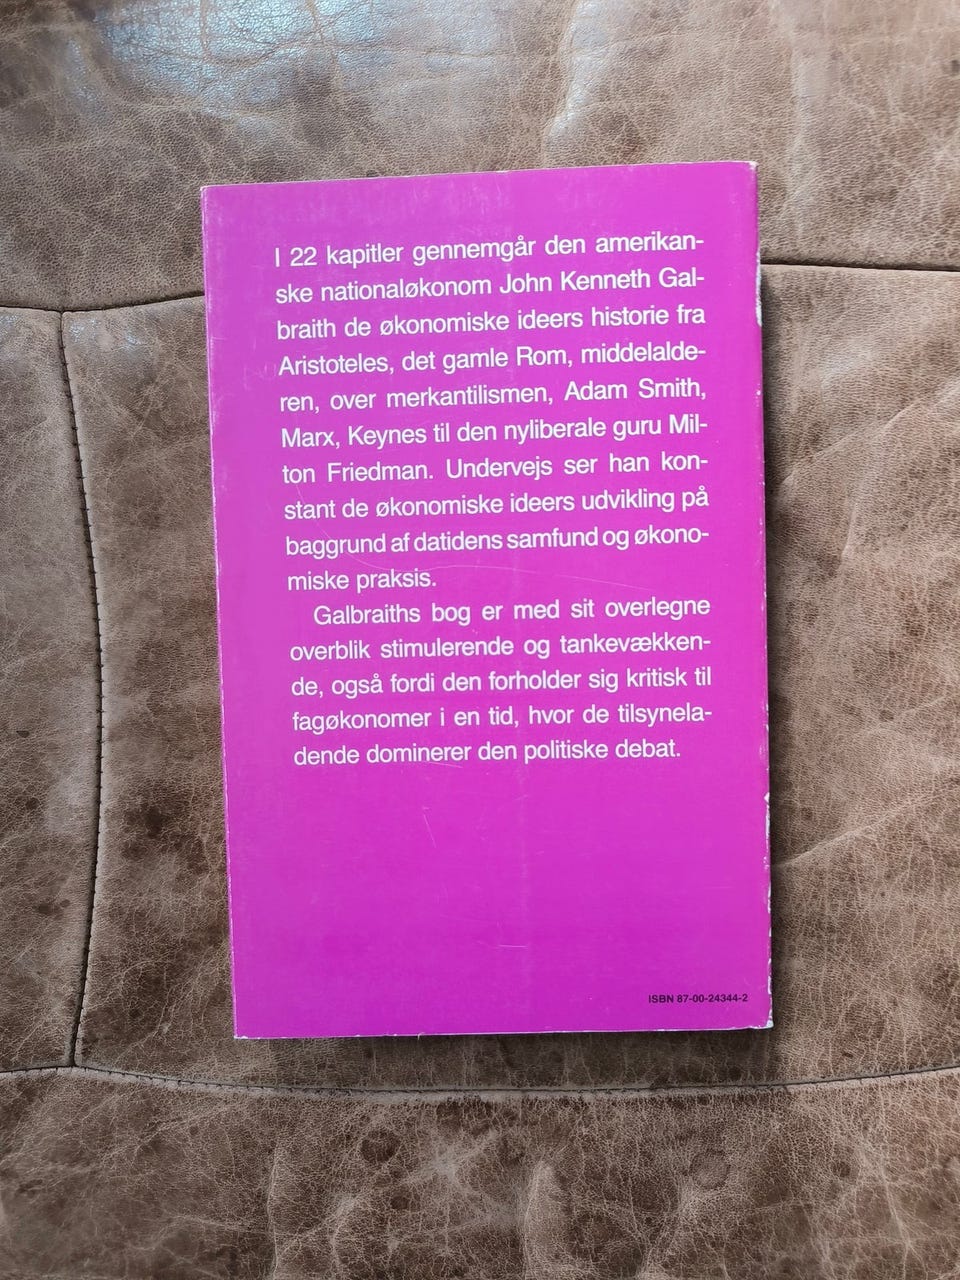 I 22 kapitler gennemgår den amerikan-
ske nationaløkonom John Kenneth Gal-
braith de økonomiske ideers historie fra
Aristoteles, det gamle Rom, middelalde-
ren, over merkantilismen, Adam Smith,
Marx, Keynes til den nyliberale guru Mil-
ton Friedman. Undervejs ser han kon-
stant de økonomiske ideers udvikling på
baggrund af datidens samfund og økono-
miske praksis.
Galbraiths bog er med sit overlegne
overblik stimulerende og tankevækken-
de, også fordi den forholder sig kritisk til
fagøkonomer i en tid, hvor de tilsynela-
dende dominerer den politiske debat.
ISBN 87-00-24344-2